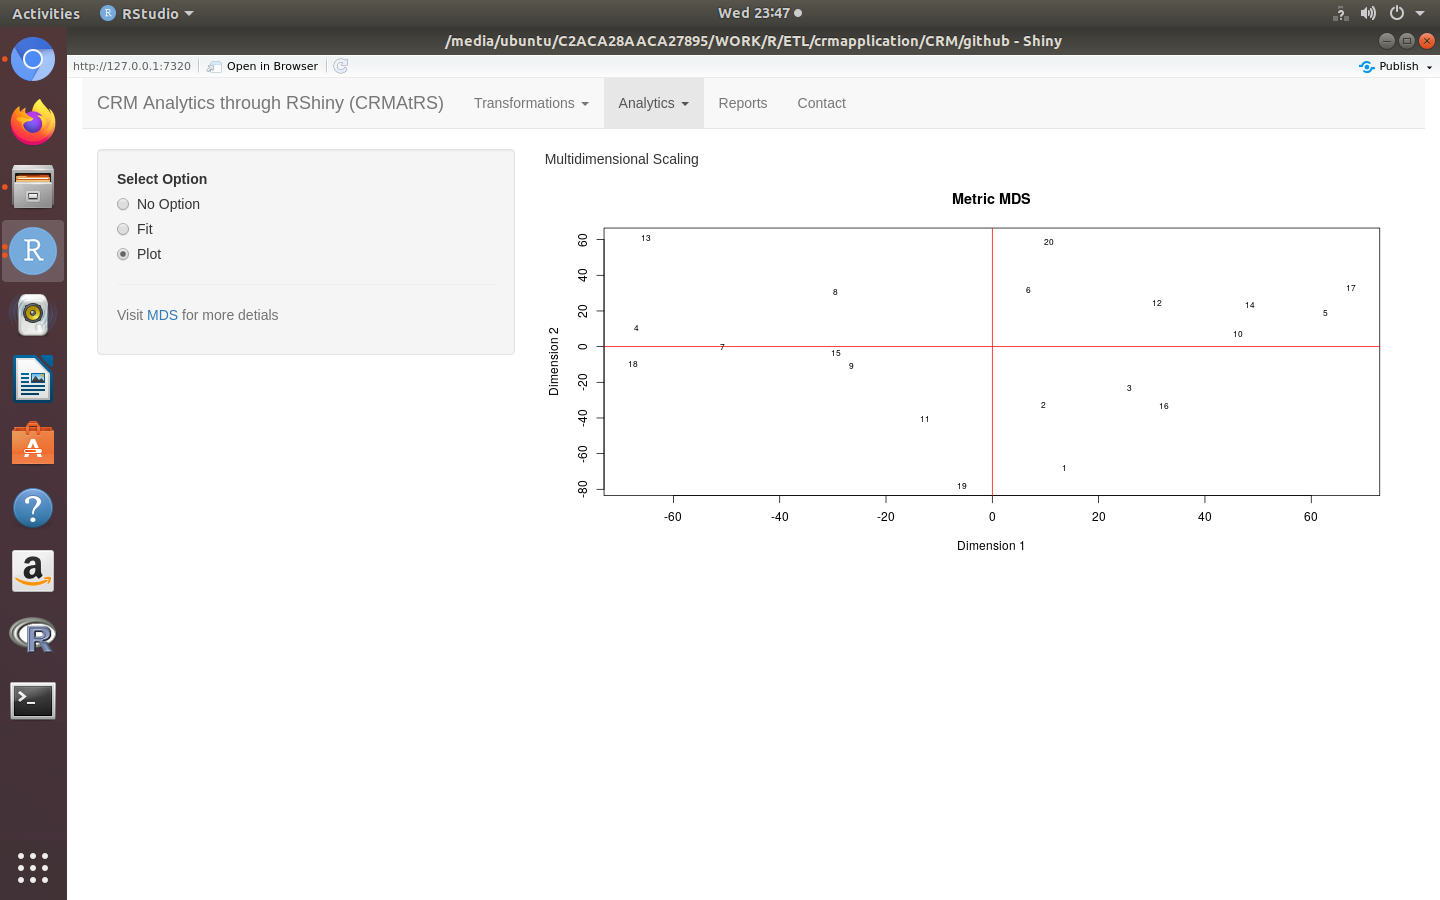 Activities RStudio Wed 23:47
/media/ubuntu/C2ACA28AACA27895/WORK/R/ETL/crmapplication/CRM/github - Shiny
http://127.0.0.1:7320 Open in Browser Publish
CRM Analytics through RShiny (CRMAtRS) Transformations Analytics Reports Contact
Select Option
No Option
Fit
Plot
Visit MDS for more detials
Multidimensional Scaling
Metric MDS
Dimension 2
60
40
20
0
-20
-40
-60
-80
13
20
8
6
17
12
14
5
4
10
7
15
18
9
3
2
16
11
1
19
-60 -40 -20 0 20 40 60
Dimension 1
R
A
?
a
R
>_